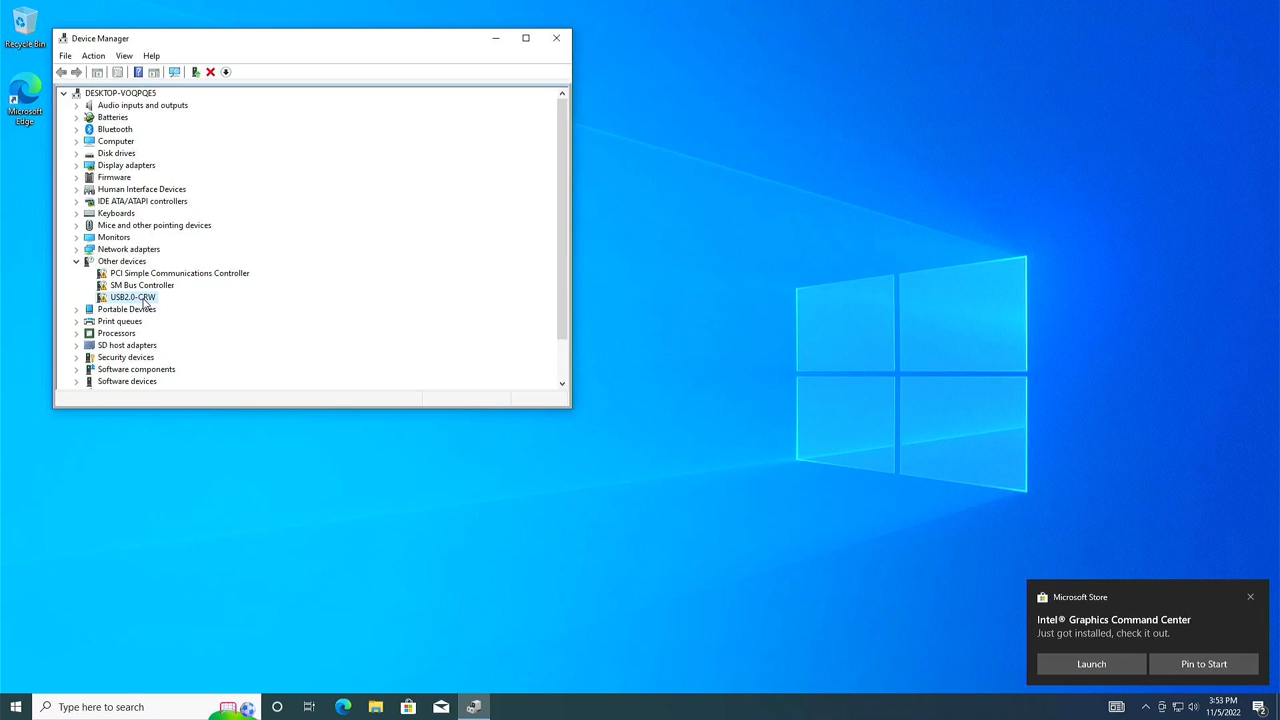 Recycle Bin
Microsoft
Edge
Device Manager
File Action View Help
DESKTOP-VOQPQE5
Audio inputs and outputs
Batteries
Bluetooth
Computer
Disk drives
Display adapters
Firmware
Human Interface Devices
IDE ATA/ATAPI controllers
Keyboards
Mice and other pointing devices
Monitors
Network adapters
Other devices
PCI Simple Communications Controller
SM Bus Controller
USB2.0-CRW
Portable Devices
Print queues
Processors
SD host adapters
Security devices
Software components
Software devices
Microsoft Store
Intel® Graphics Command Center
Just got installed, check it out.
Launch Pin to Start
Type here to search
3:53 PM
11/5/2022
2